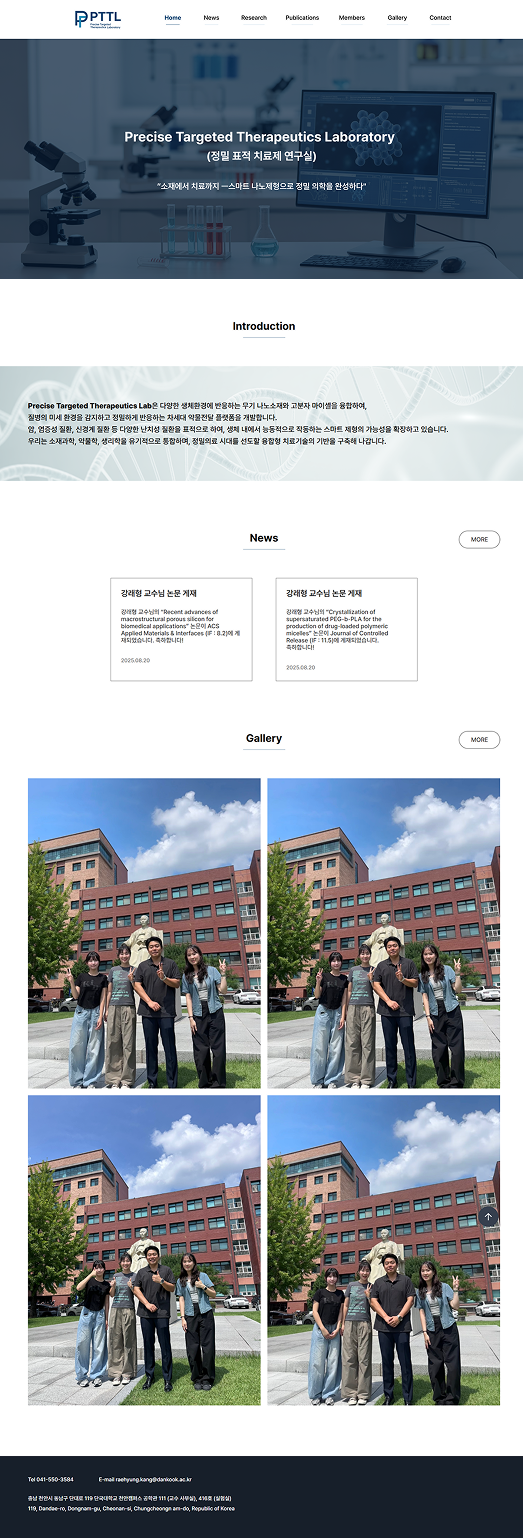 PTTL
Precise Targeted
Therapeutics Laboratory
Home News Research Publications Members Gallery Contact
Precise Targeted Therapeutics Laboratory
(정밀 표적 치료제 연구실)
"소재에서 치료까지 —스마트 나노제형으로 정밀 의학을 완성하다"
Introduction
Precise Targeted Therapeutics Lab은 다양한 생체환경에 반응하는 무기 나노소재와 고분자 마이셀을 융합하여,
질병의 미세 환경을 감지하고 정밀하게 반응하는 차세대 약물전달 플랫폼을 개발합니다.
암, 염증성 질환, 신경계 질환 등 다양한 난치성 질환을 표적으로 하여, 생체 내에서 능동적으로 작동하는 스마트 제형의 가능성을 확장하고 있습니다.
우리는 소재과학, 약물학, 생리학을 유기적으로 통합하며, 정밀의료 시대를 선도할 융합형 치료기술의 기반을 구축해 나갑니다.
News
MORE
강래형 교수님 논문 게재
강래형 교수님의 "Recent advances of
macrostructural porous silicon for
biomedical applications" 논문이 ACS
Applied Materials & Interfaces (IF : 8.2)에 게
재되었습니다. 축하합니다!
2025.08.20
강래형 교수님 논문 게재
강래형 교수님의 "Crystallization of
supersaturated PEG-b-PLA for the
production of drug-loaded polymeric
micelles" 논문이 Journal of Controlled
Release (IF : 11.5)에 게재되었습니다.
축하합니다!
2025.08.20
Gallery
MORE
Tel 041-550-3584 E-mail raehyung.kang@dankook.ac.kr
충남 천안시 동남구 단대로 119 단국대학교 천안캠퍼스 공학관 111 (교수 사무실), 416호 (실험실)
119, Dandae-ro, Dongnam-gu, Cheonan-si, Chungcheongn am-do, Republic of Korea